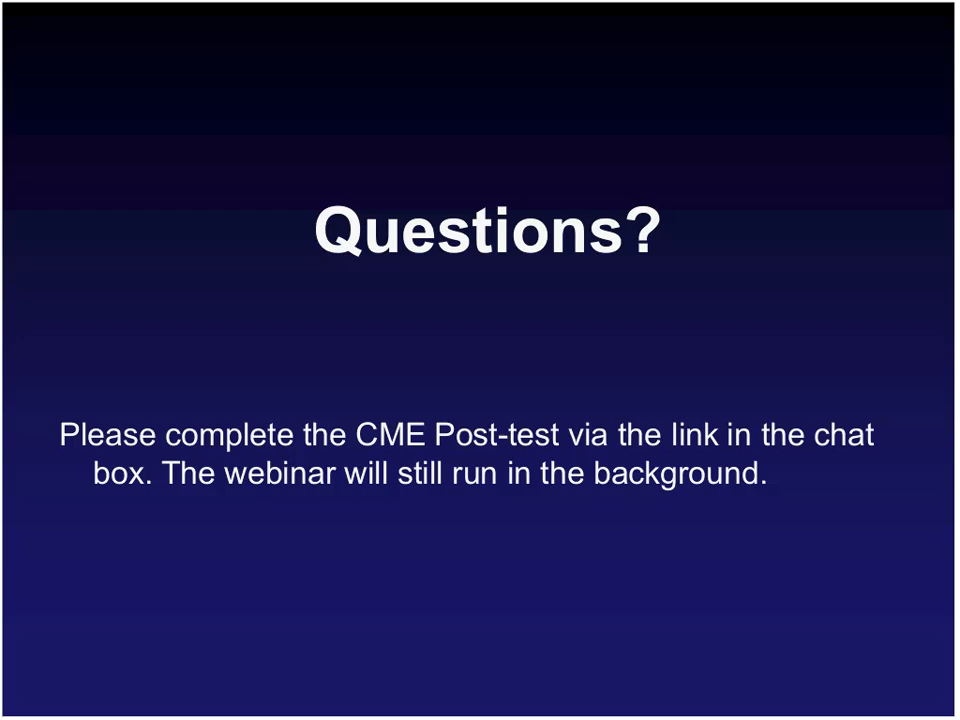 Questions?
Please complete the CME Post-test via the link in the chat
box. The webinar will still run in the background.